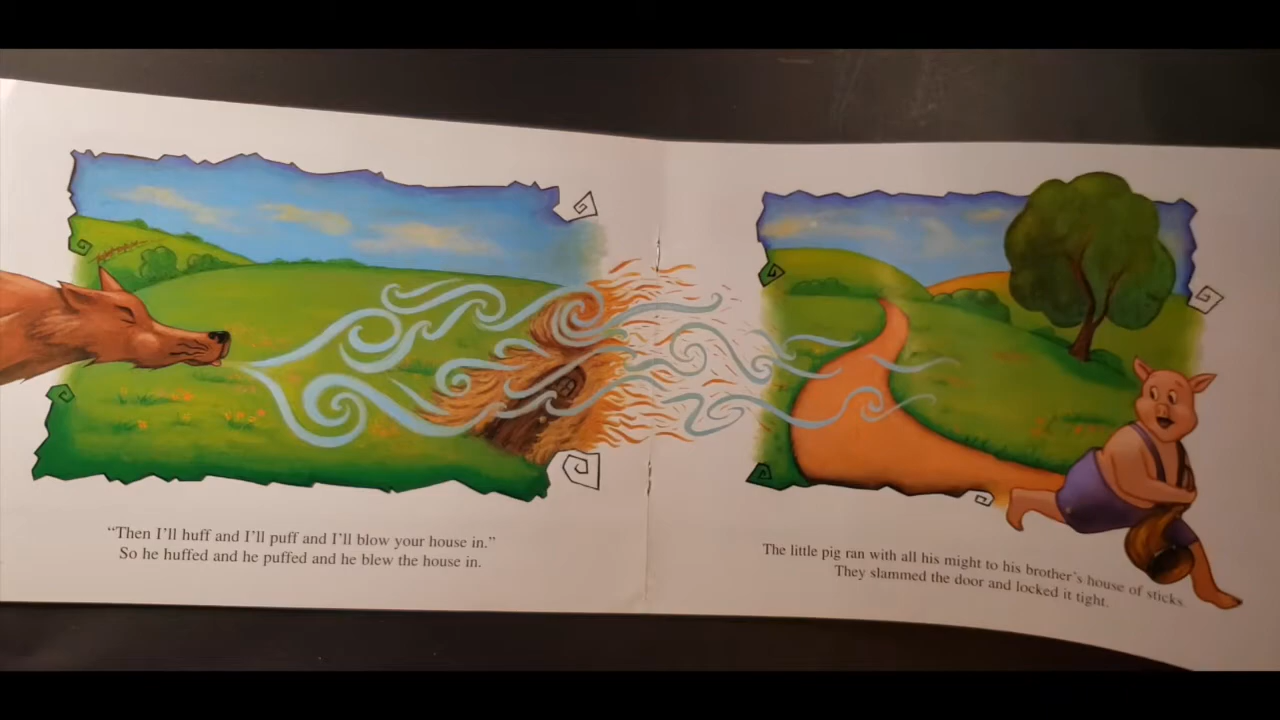 “Then I’ll huff and I’ll puff and I’ll blow your house in.”
So he huffed and he puffed and he blew the house in.
The little pig ran with all his might to his brother’s house of sticks.
They slammed the door and locked it tight.